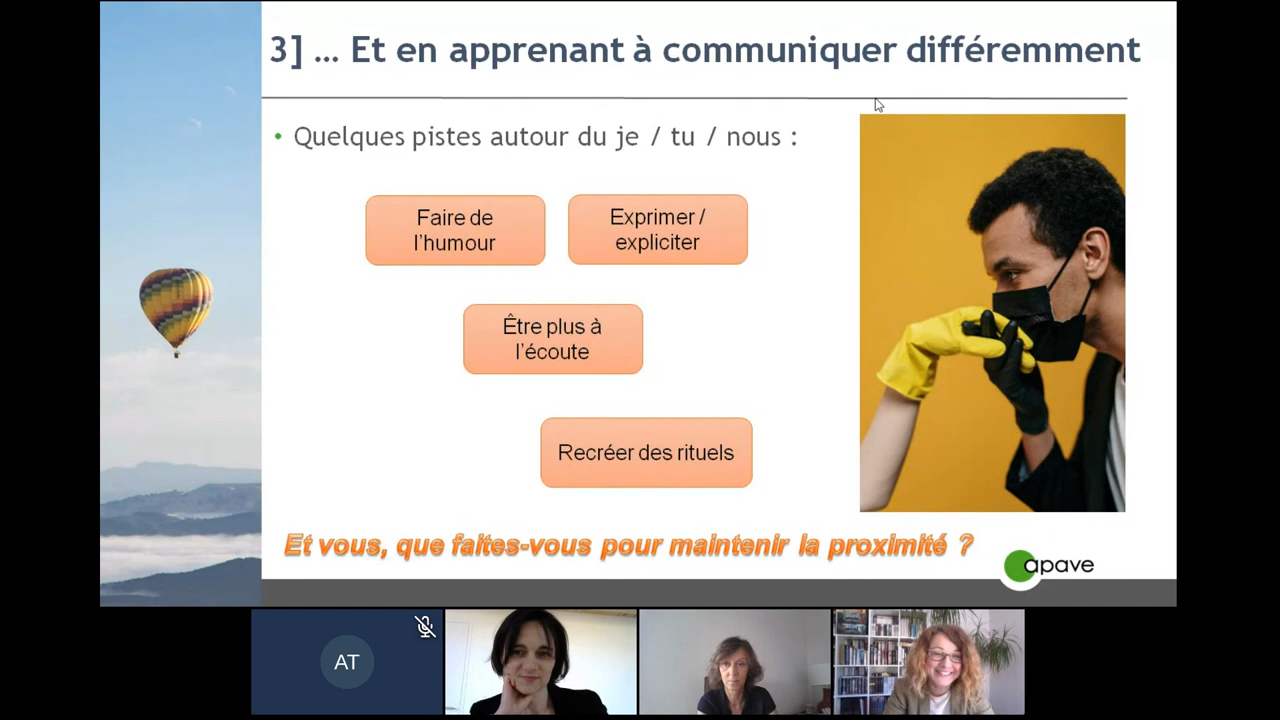 3] ... Et en apprenant à communiquer différemment
• Quelques pistes autour du je / tu / nous :
Faire de
l'humour
Exprimer /
expliciter
Être plus à
l'écoute
Recréer des rituels
Et vous, que faites-vous pour maintenir la proximité ?
apave
AT